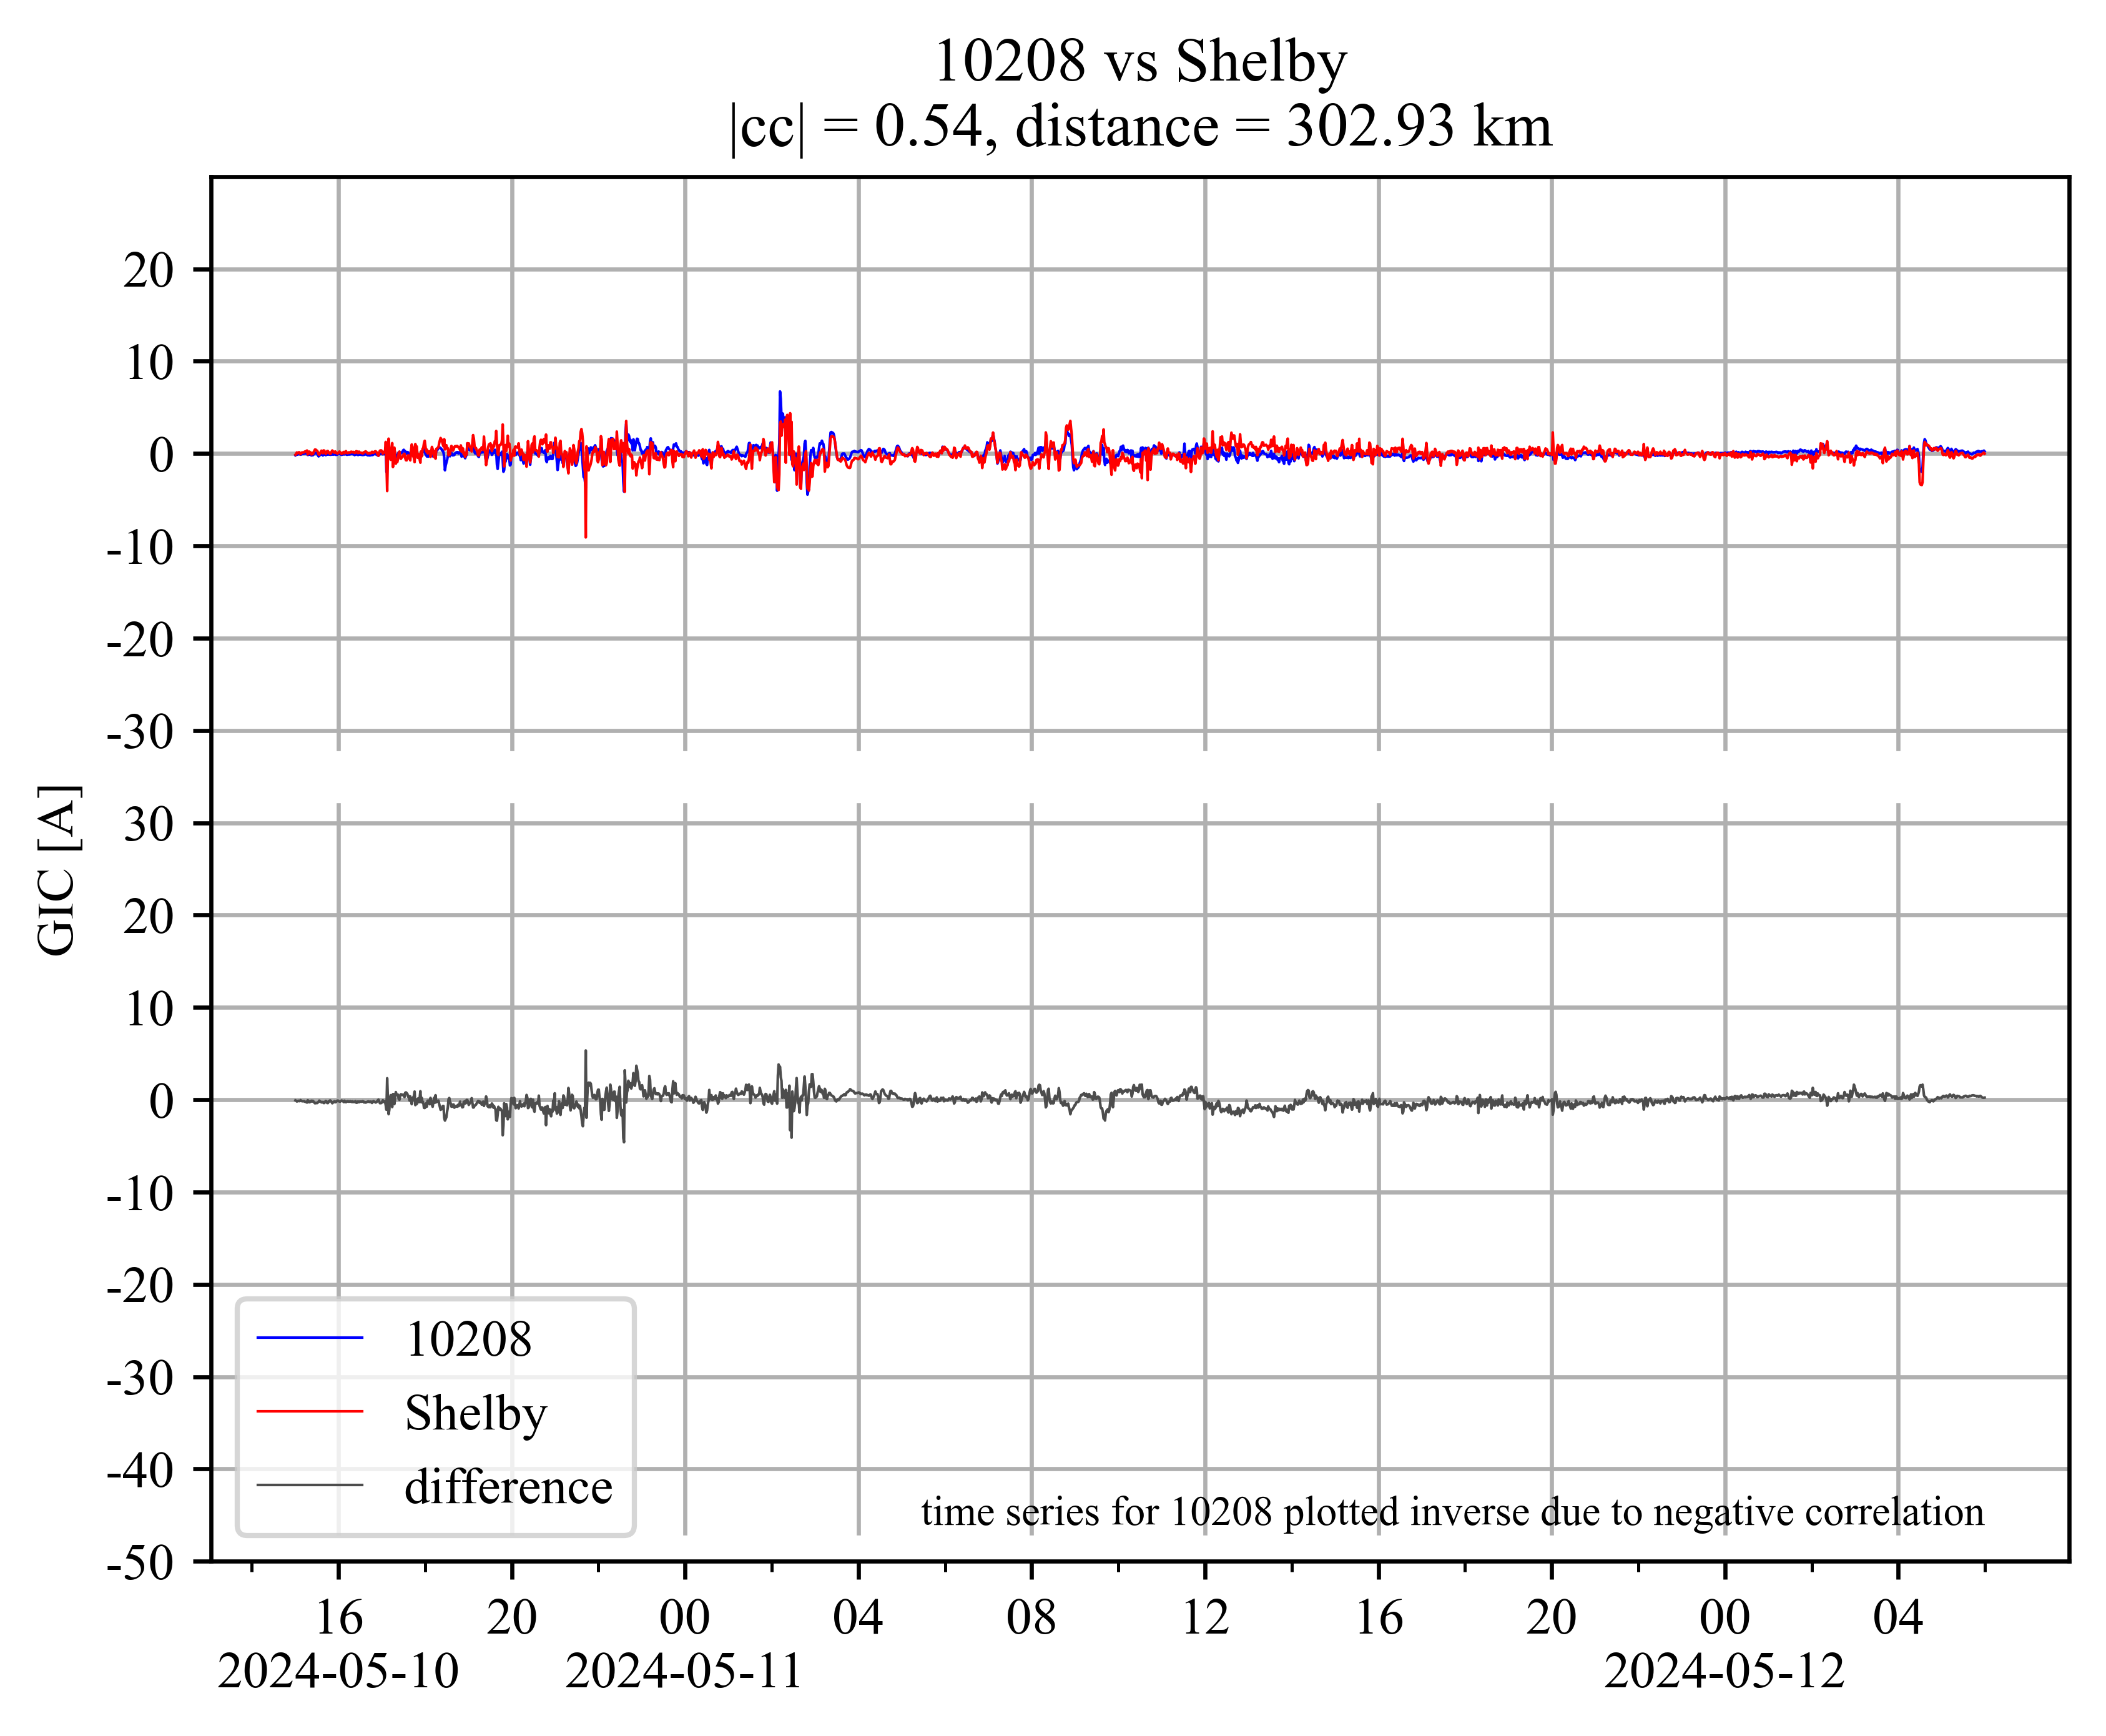 10208 vs Shelby
|cc| = 0.54, distance = 302.93 km
GIC [A]
20
10
0
-10
-20
-30
30
20
10
0
-10
-20
-30
-40
-50
10208
Shelby
difference
time series for 10208 plotted inverse due to negative correlation
16 20 00 04 08 12 16 20 00 04
2024-05-10 2024-05-11 2024-05-12